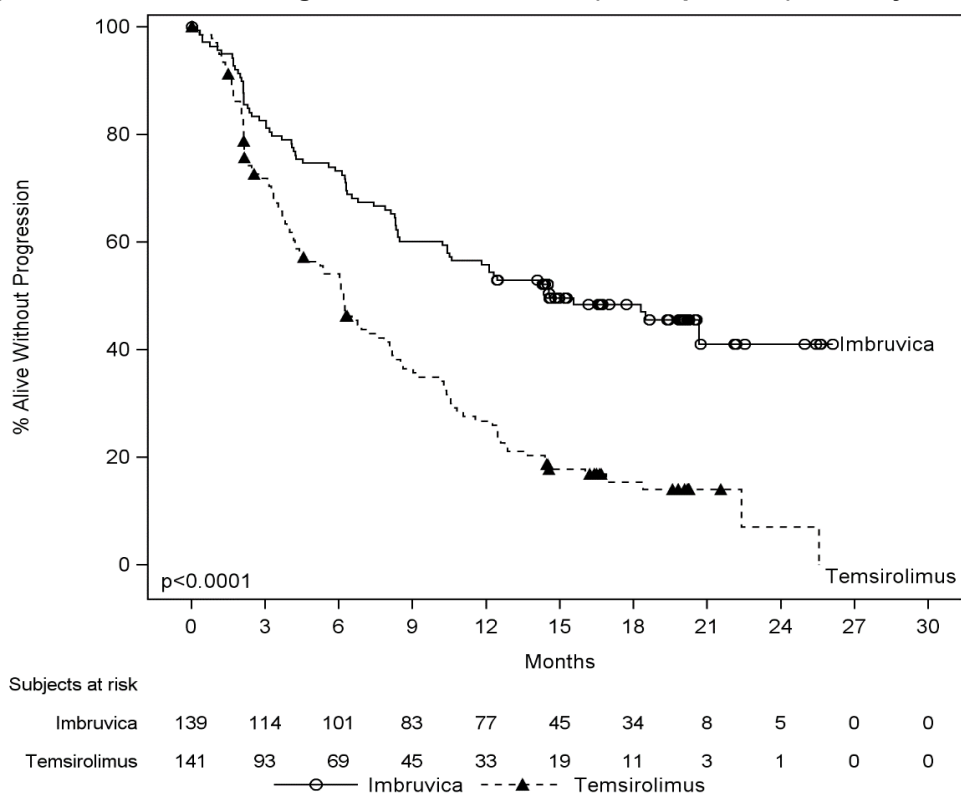 100
80
60
40
20
0
% Alive Without Progression
Imbruvica
Temsirolimus
p<0.0001
0 3 6 9 12 15 18 21 24 27 30
Months
Subjects at risk
Imbruvica 139 114 101 83 77 45 34 8 5 0 0
Temsirolimus 141 93 69 45 33 19 11 3 1 0 0
Imbruvica Temsirolimus